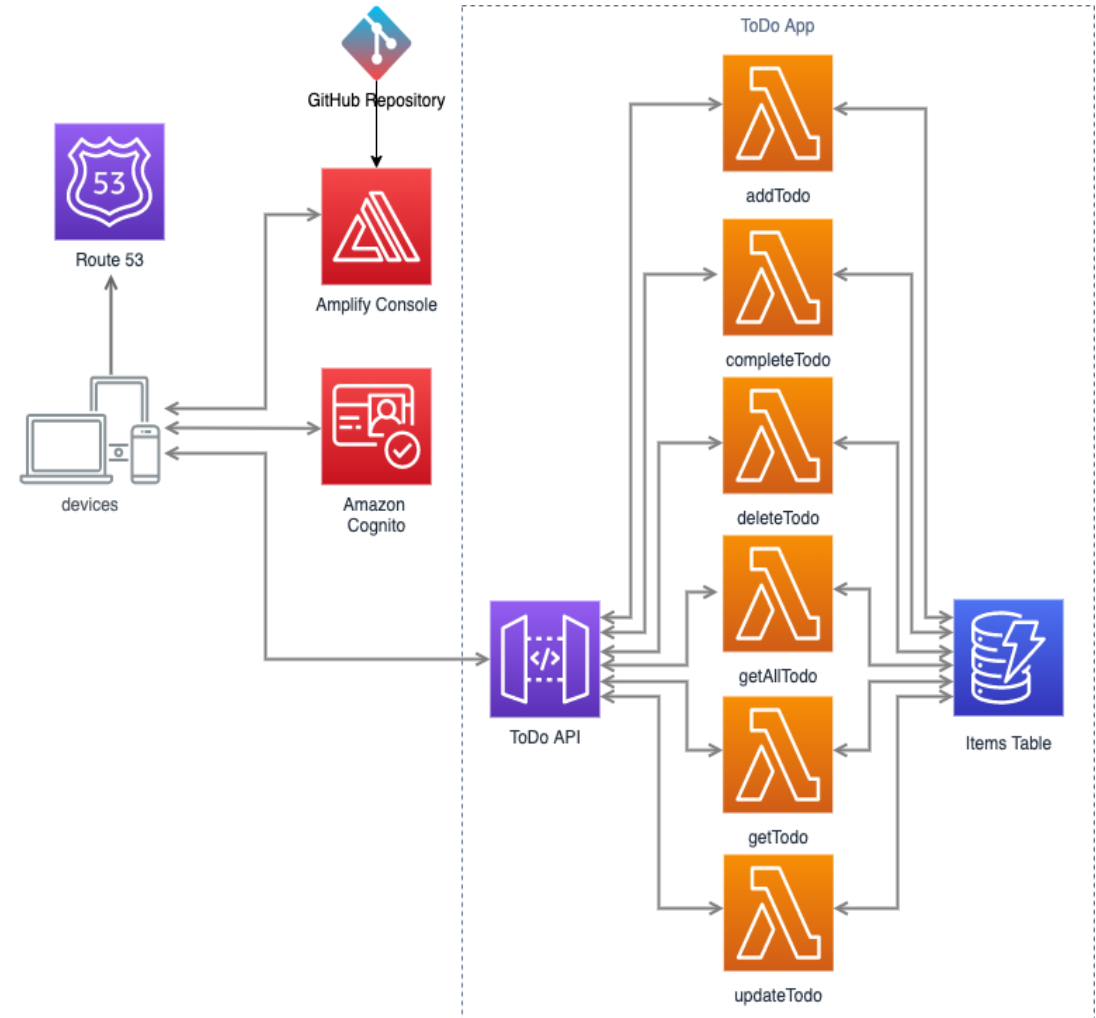 ToDo App
GitHub Repository
53
Route 53
Amplify Console
devices
Amazon
Cognito
</>
ToDo API
addTodo
completeTodo
deleteTodo
getAllTodo
getTodo
updateTodo
Items Table